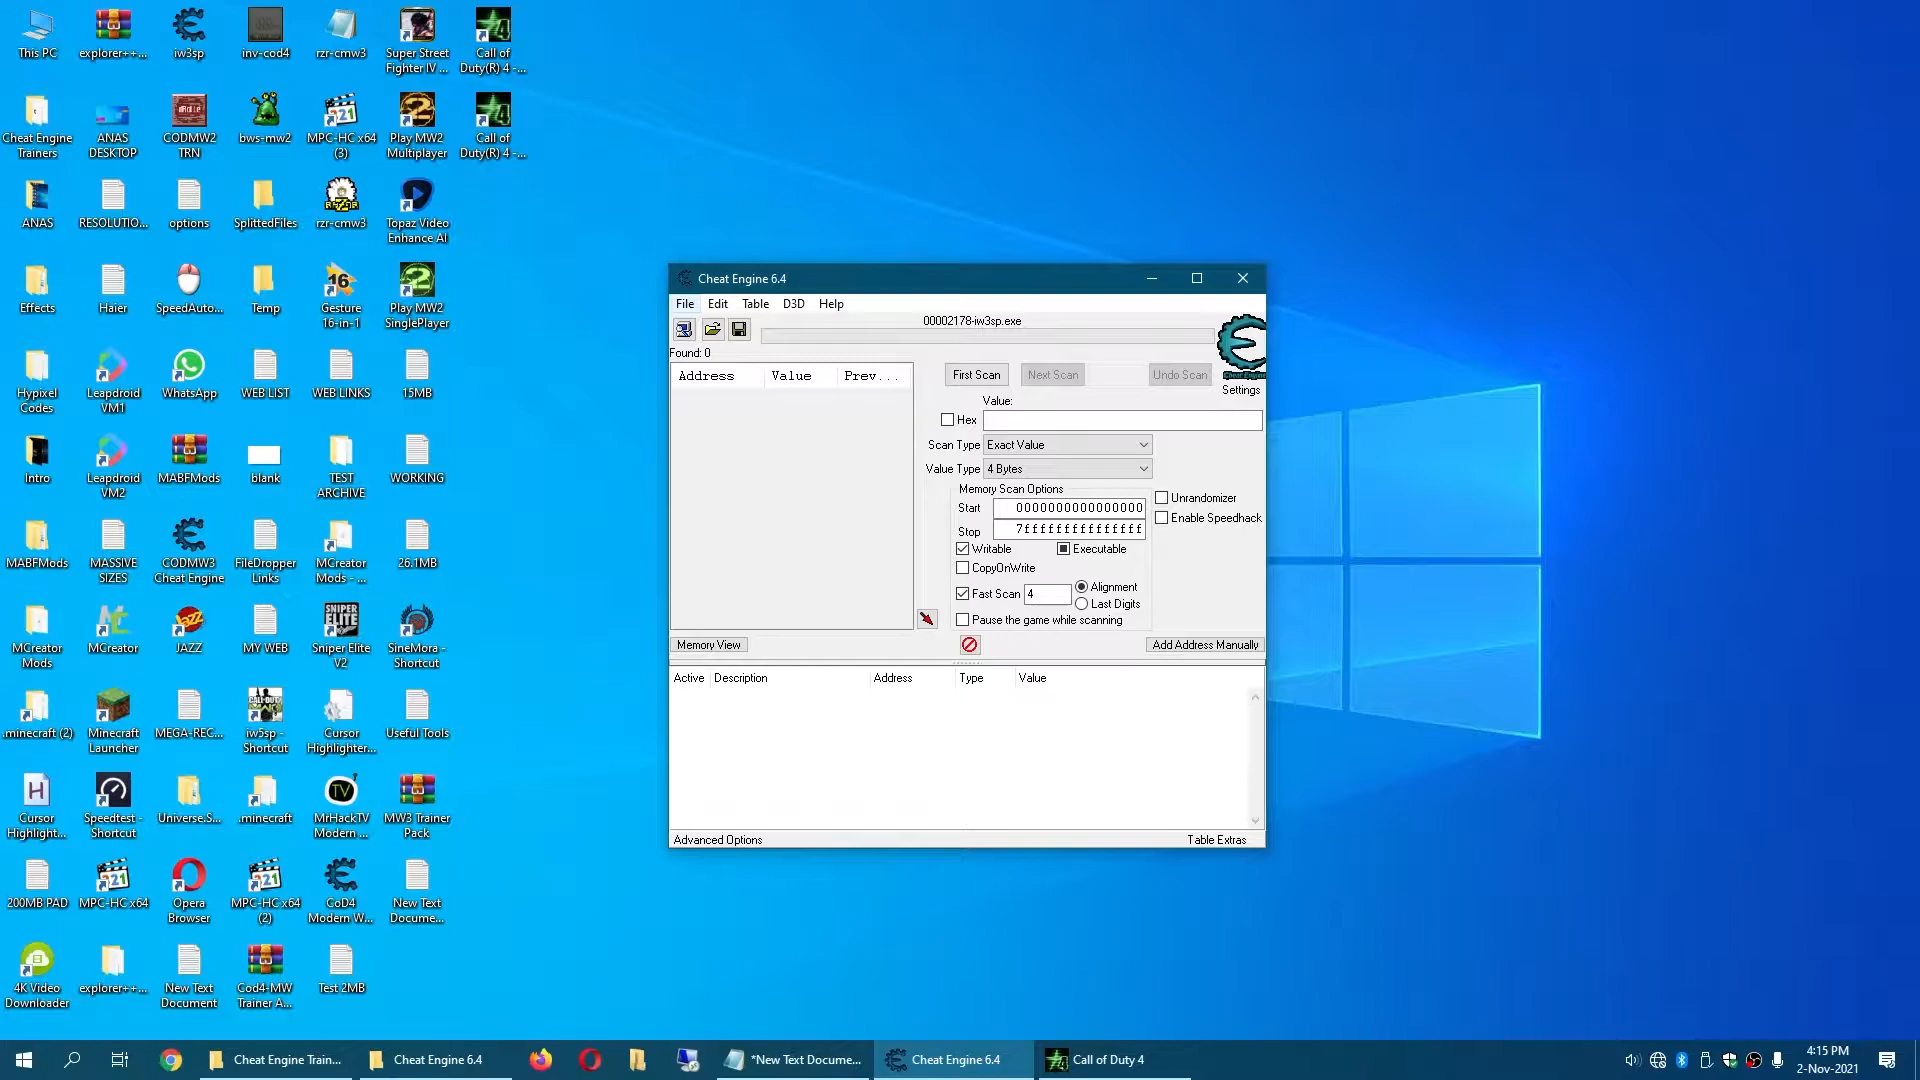 This PC
explorer++...
iw3sp
inv-cod4
rzr-cmw3
Super Street
Fighter IV ...
Call of
Duty(R) 4 -...
Cheat Engine
Trainers
ANAS
DESKTOP
CODMW2
TRN
bws-mw2
MPC-HC x64
(3)
Play MW2
Multiplayer
Call of
Duty(R) 4 -...
ANAS
RESOLUTIO...
options
SplittedFiles
rzr-cmw3
Topaz Video
Enhance AI
Effects
Haier
SpeedAuto...
Temp
Gesture
16-in-1
Play MW2
SinglePlayer
Hypixel
Codes
Leapdroid
VM1
WhatsApp
WEB LIST
WEB LINKS
15MB
Intro
Leapdroid
VM2
MABFMods
blank
TEST
ARCHIVE
WORKING
MABFMods
MASSIVE
SIZES
CODMW3
Cheat Engine
FileDropper
Links
MCreator
Mods - ...
26.1MB
MCreator
Mods
MCreator
JAZZ
MY WEB
SNIPER
ELITE
Sniper Elite
V2
SineMora -
Shortcut
.minecraft (2)
Minecraft
Launcher
MEGA-REC...
iw5sp -
Shortcut
Cursor
Highlighter...
Useful Tools
Cursor
Highlight...
Speedtest -
Shortcut
Universe.S...
.minecraft
MrHackTV
Modern ...
MW3 Trainer
Pack
200MB PAD
MPC-HC x64
Opera
Browser
MPC-HC x64
(2)
CoD4
Modern W...
New Text
Docume...
4K Video
Downloader
explorer++...
New Text
Document
Cod4-MW
Trainer A...
Test 2MB
Cheat Engine 6.4
File Edit Table D3D Help
00002178-iw3sp.exe
Found: 0
Address Value Prev...
First Scan Next Scan Undo Scan
Settings
Value:
Hex
Scan Type Exact Value
Value Type 4 Bytes
Memory Scan Options
Start 0000000000000000
Stop 7fffffffffffffff
Unrandomizer
Enable Speedhack
Writable Executable
CopyOnWrite
Fast Scan 4 Alignment
Last Digits
Pause the game while scanning
Memory View
Add Address Manually
Active Description Address Type Value
Advanced Options
Table Extras
Cheat Engine Train...
Cheat Engine 6.4
*New Text Docume...
Cheat Engine 6.4
Call of Duty 4
4:15 PM
2-Nov-2021